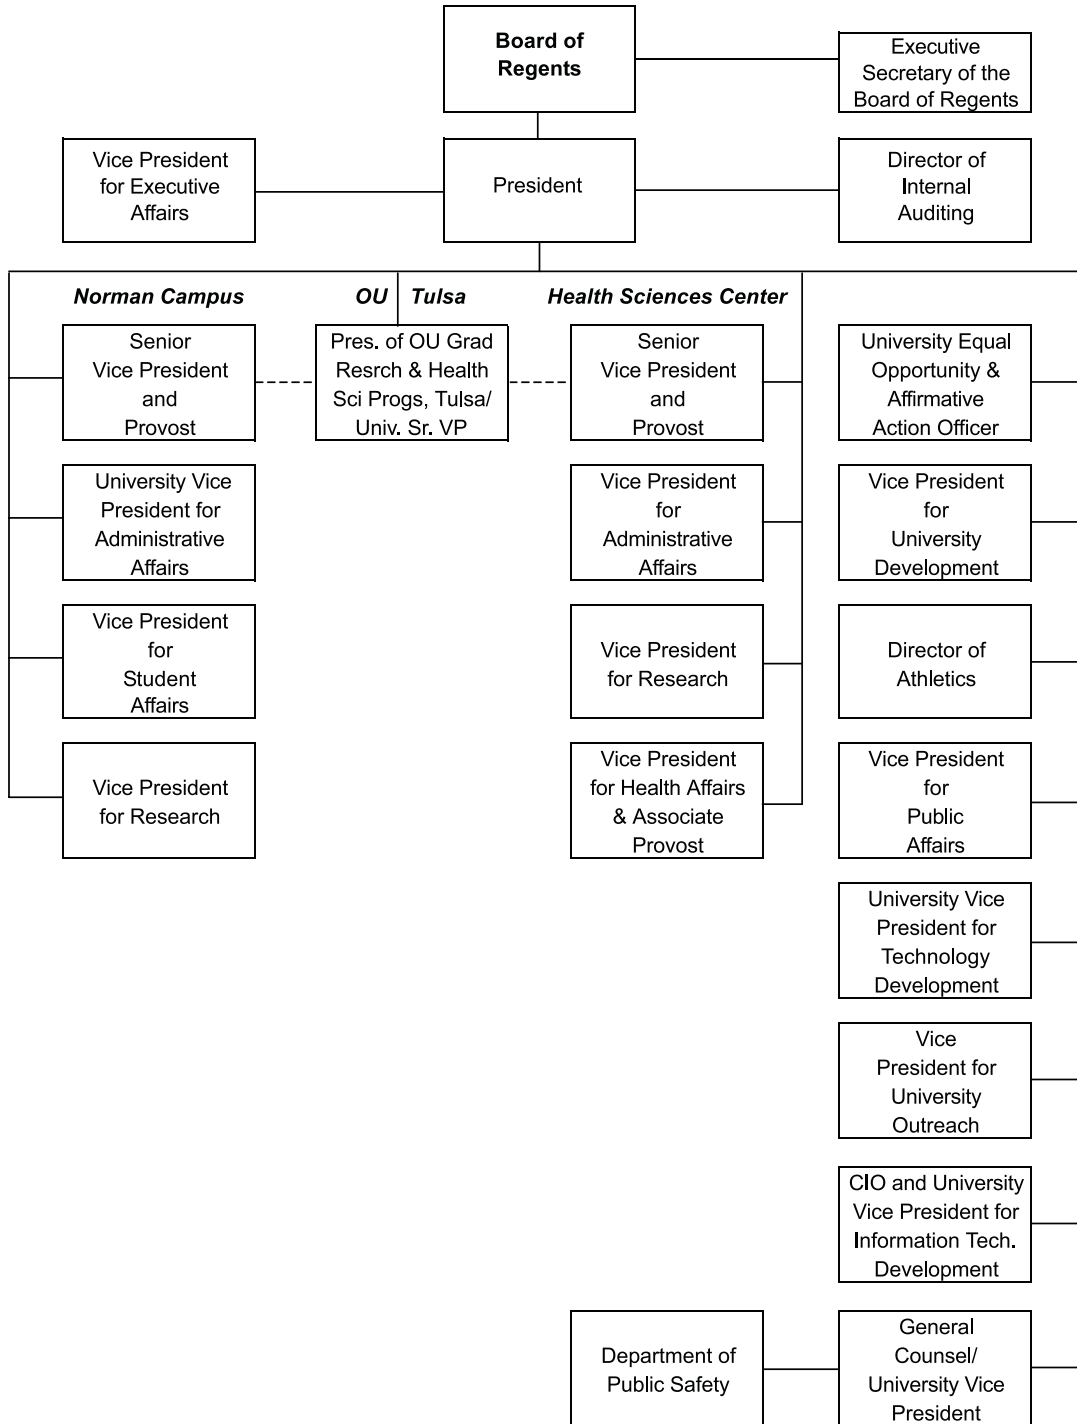 Board of
Regents
Executive
Secretary of the
Board of Regents
Vice President
for Executive
Affairs
President
Director of
Internal
Auditing
Norman Campus
OU Tulsa
Health Sciences Center
Senior
Vice President
and
Provost
Pres. of OU Grad
Resrch & Health
Sci Progs, Tulsa/
Univ. Sr. VP
Senior
Vice President
and
Provost
University Equal
Opportunity &
Affirmative
Action Officer
University Vice
President for
Administrative
Affairs
Vice President
for
Administrative
Affairs
Vice President
for
University
Development
Vice President
for
Student
Affairs
Vice President
for Research
Director of
Athletics
Vice President
for Research
Vice President
for Health Affairs
& Associate
Provost
Vice President
for
Public
Affairs
University Vice
President for
Technology
Development
Vice
President for
University
Outreach
CIO and University
Vice President for
Information Tech.
Development
Department of
Public Safety
General
Counsel/
University Vice
President